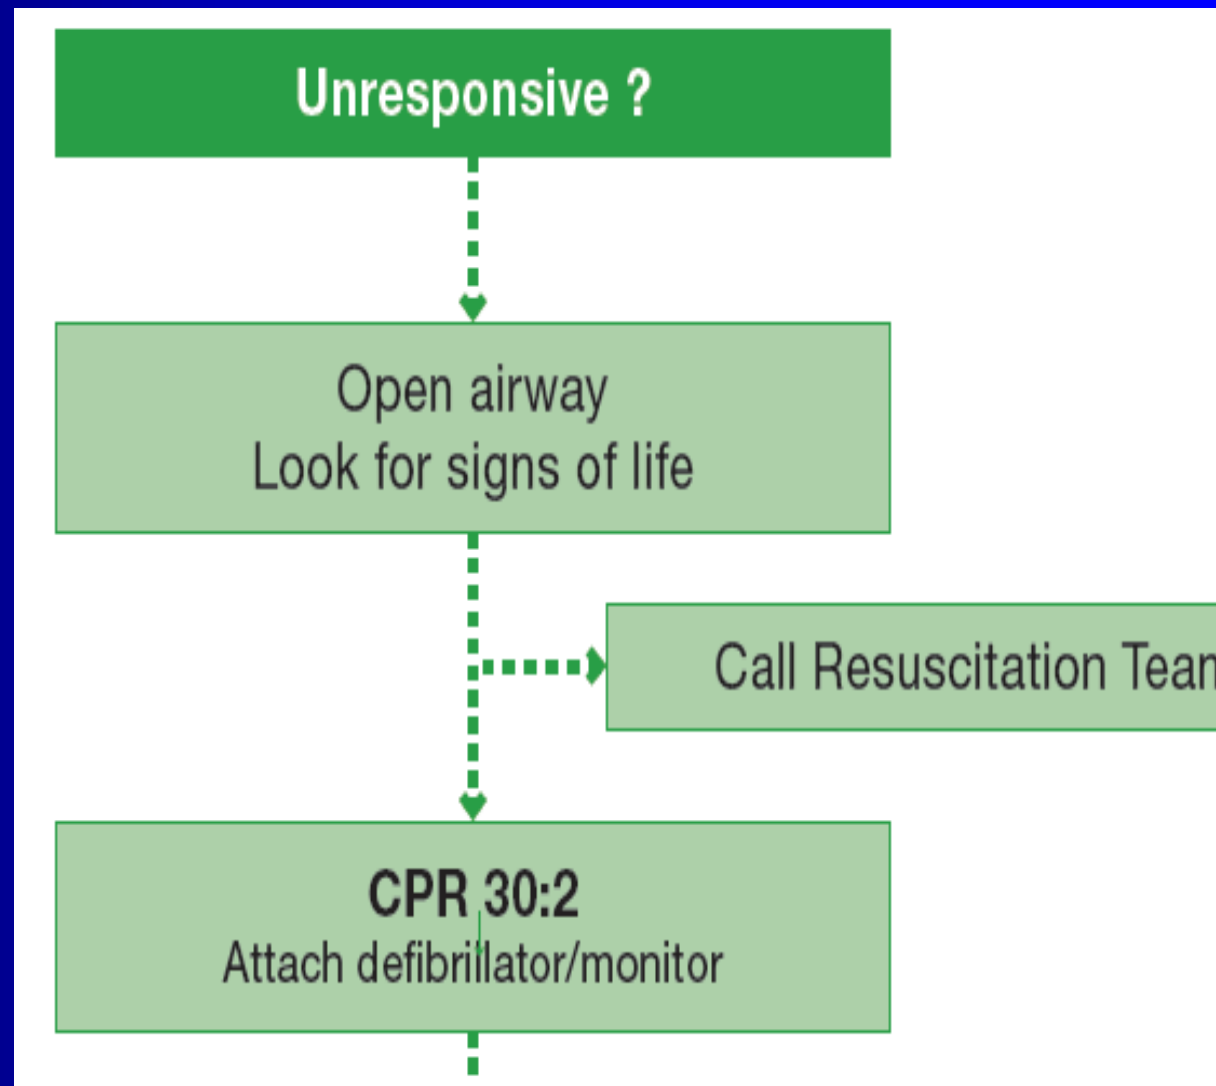 Unresponsive ?
Open airway
Look for signs of life
Call Resuscitation
CPR 30:2
Attach defibrillator/monitor